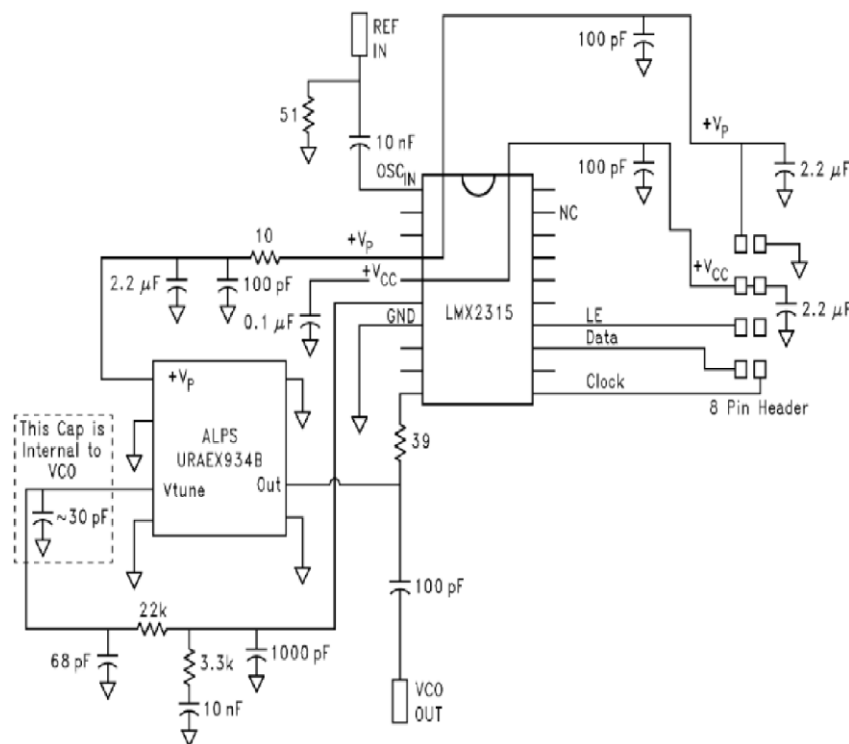 REF
IN
100 pF
51
10 nF
+VP
100 pF
2.2 µF
OSCIN
NC
10
+VP
2.2 µF
100 pF
+VCC
+VCC
0.1 µF
GND
LMX2315
LE
2.2 µF
Data
Clock
8 Pin Header
+VP
This Cap is
Internal to
VCO
ALPS
URAEX934B
39
Vtune
Out
~30 pF
100 pF
22k
68 pF
3.3k
1000 pF
10 nF
VCO
OUT